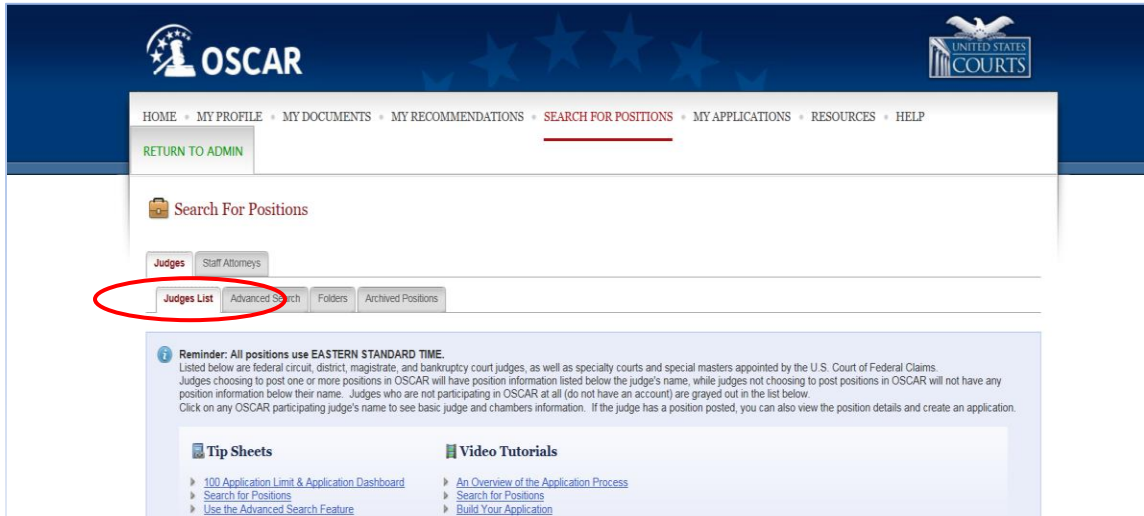 OSCAR
UNITED STATES
COURTS
HOME MY PROFILE MY DOCUMENTS MY RECOMMENDATIONS SEARCH FOR POSITIONS MY APPLICATIONS RESOURCES HELP
RETURN TO ADMIN
Search For Positions
Judges Staff Attorneys
Judges List Advanced Search Folders Archived Positions
Reminder: All positions use EASTERN STANDARD TIME.
Listed below are federal circuit, district, magistrate, and bankruptcy court judges, as well as specialty courts and special masters appointed by the U.S. Court of Federal Claims.
Judges choosing to post one or more positions in OSCAR will have position information listed below the judge's name, while judges not choosing to post positions in OSCAR will not have any
position information below their name. Judges who are not participating in OSCAR at all (do not have an account) are grayed out in the list below.
Click on any OSCAR participating judge's name to see basic judge and chambers information. If the judge has a position posted, you can also view the position details and create an application.
Tip Sheets
100 Application Limit & Application Dashboard
Search for Positions
Use the Advanced Search Feature
Video Tutorials
An Overview of the Application Process
Search for Positions
Build Your Application